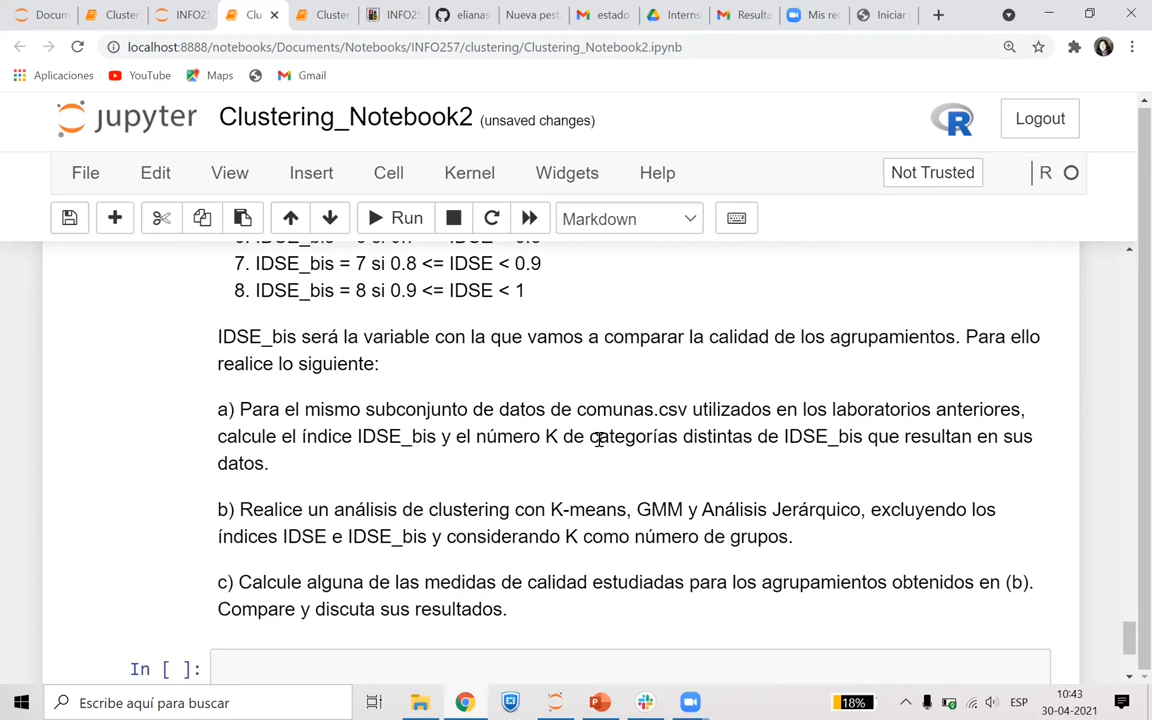 Docum
Cluster
INFO25
Clu
Cluster
INFO2
elianas
Nueva pest
estado
Interns
Resulta
Mis re
Iniciar
localhost:8888/notebooks/Documents/Notebooks/INFO257/clustering/Clustering_Notebook2.ipynb
Aplicaciones YouTube Maps Gmail
jupyter Clustering_Notebook2 (unsaved changes) Logout
File Edit View Insert Cell Kernel Widgets Help Not Trusted R
Run Markdown
7. IDSE_bis = 7 si 0.8 <= IDSE < 0.9
8. IDSE_bis = 8 si 0.9 <= IDSE < 1
IDSE_bis será la variable con la que vamos a comparar la calidad de los agrupamientos. Para ello
realice lo siguiente:
a) Para el mismo subconjunto de datos de comunas.csv utilizados en los laboratorios anteriores,
calcule el índice IDSE_bis y el número K de categorías distintas de IDSE_bis que resultan en sus
datos.
b) Realice un análisis de clustering con K-means, GMM y Análisis Jerárquico, excluyendo los
índices IDSE e IDSE_bis y considerando K como número de grupos.
c) Calcule alguna de las medidas de calidad estudiadas para los agrupamientos obtenidos en (b).
Compare y discuta sus resultados.
In [ ]:
Escribe aquí para buscar
18%
ESP
10:43
30-04-2021